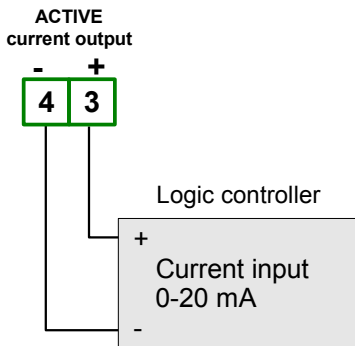 ACTIVE
current output
- +
4 3
Logic controller
+
Current input
0-20 mA
-